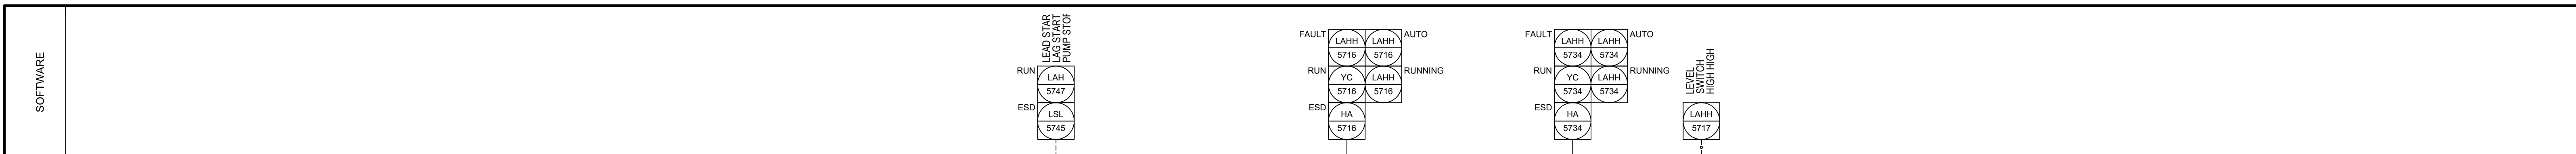 SOFTWARE
LEAD STAR
LAG START
PUMP STOP
RUN
LAH
5747
ESD
LSL
5745
FAULT
LAHH
5716
LAHH
5716
AUTO
RUN
YC
5716
LAHH
5716
RUNNING
ESD
HA
5716
FAULT
LAHH
5734
LAHH
5734
AUTO
RUN
YC
5734
LAHH
5734
RUNNING
ESD
HA
5734
LEVEL
SWITCH
HIGH HIGH
LAHH
5717